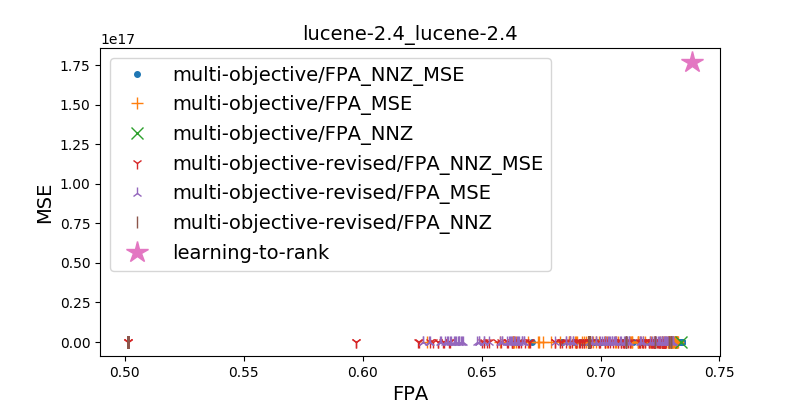 lucene-2.4_lucene-2.4
1e17
1.75
1.50
1.25
1.00
0.75
0.50
0.25
0.00
MSE
multi-objective/FPA_NNZ_MSE
multi-objective/FPA_MSE
multi-objective/FPA_NNZ
multi-objective-revised/FPA_NNZ_MSE
multi-objective-revised/FPA_MSE
multi-objective-revised/FPA_NNZ
learning-to-rank
0.50 0.55 0.60 0.65 0.70 0.75
FPA